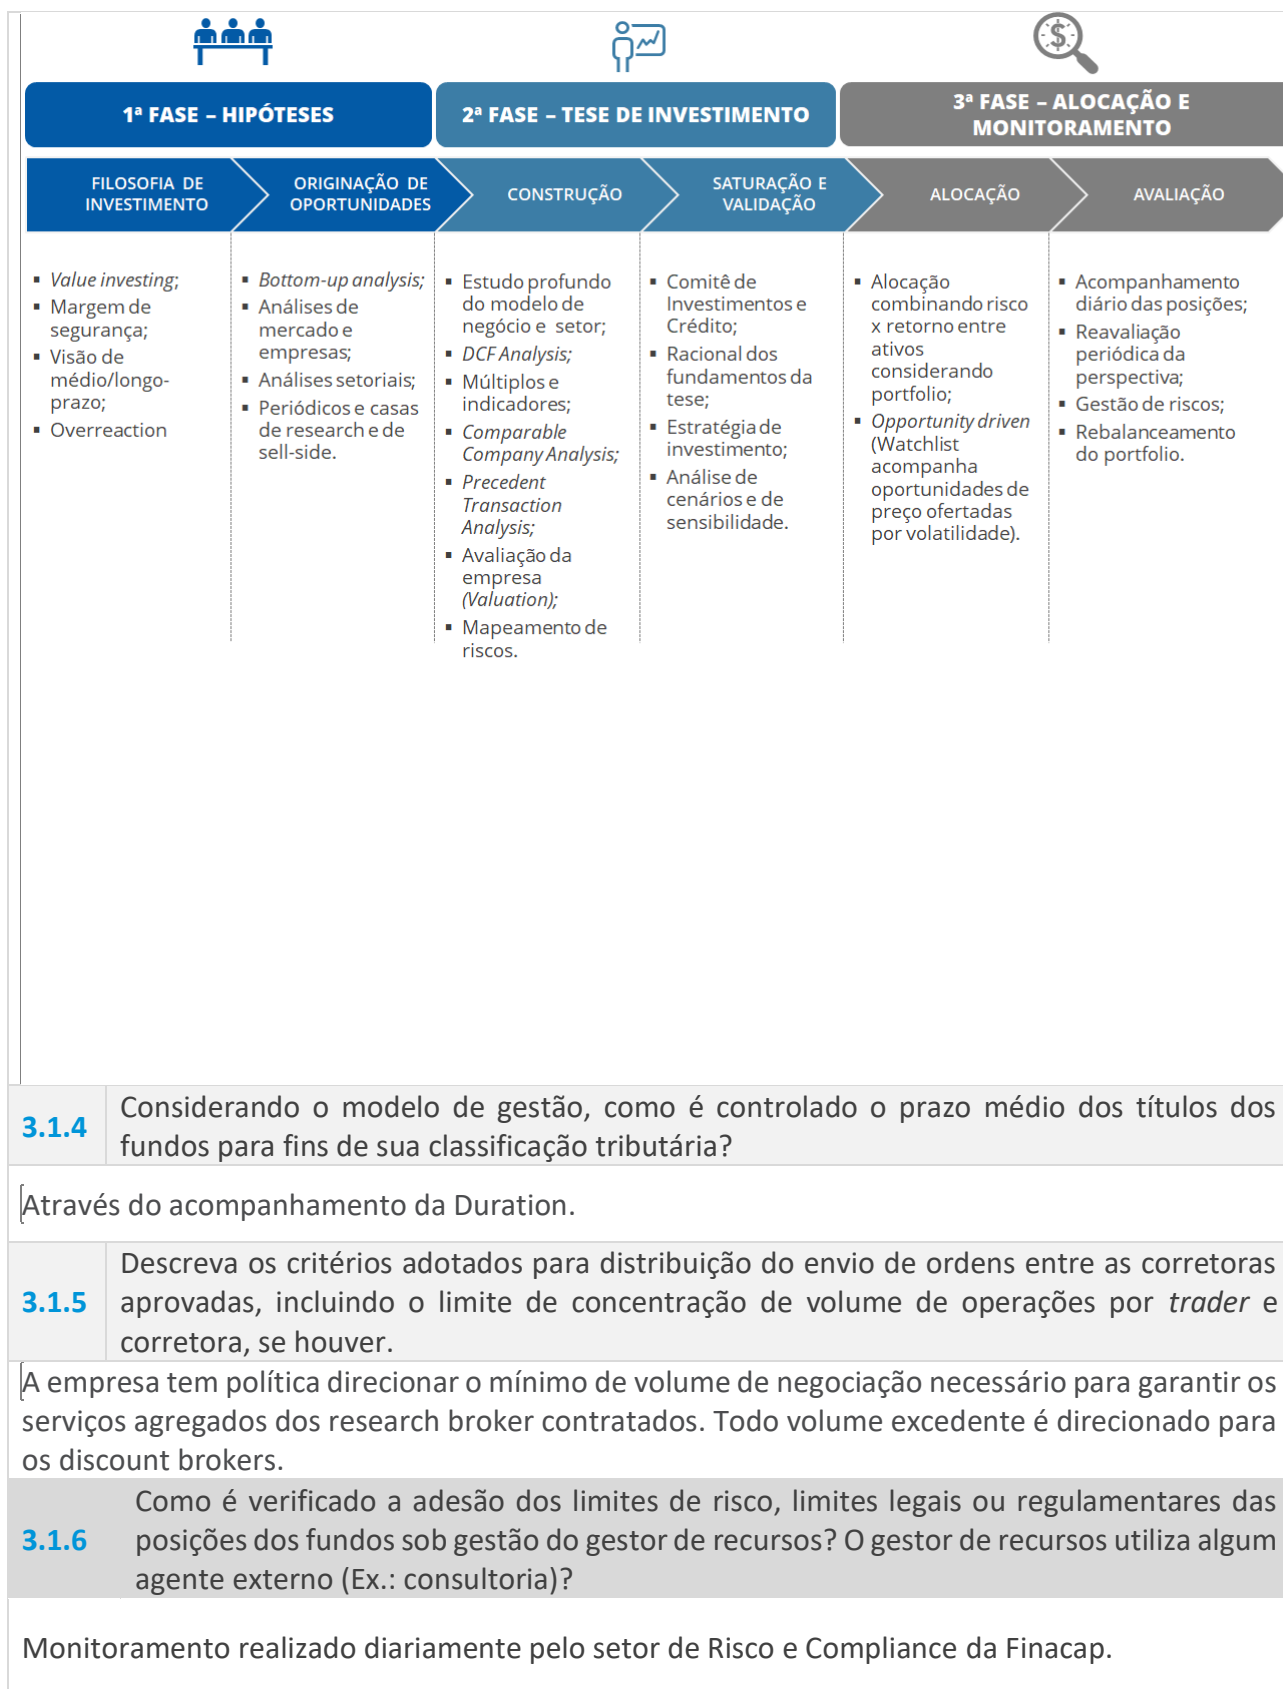 1ª FASE – HIPÓTESES
2ª FASE – TESE DE INVESTIMENTO
3ª FASE – ALOCAÇÃO E
MONITORAMENTO
FILOSOFIA DE
INVESTIMENTO
ORIGINAÇÃO DE
OPORTUNIDADES
CONSTRUÇÃO
SATURAÇÃO E
VALIDAÇÃO
ALOCAÇÃO
AVALIAÇÃO
▪ Value investing;
▪ Margem de
segurança;
▪ Visão de
médio/longo-
prazo;
▪ Overreaction
▪ Bottom-up analysis;
▪ Análises de
mercado e
empresas;
▪ Análises setoriais;
▪ Periódicos e casas
de research e de
sell-side.
▪ Estudo profundo
do modelo de
negócio e setor;
▪ DCF Analysis;
▪ Múltiplos e
indicadores;
▪ Comparable
Company Analysis;
▪ Precedent
Transaction
Analysis;
▪ Avaliação da
empresa
(Valuation);
▪ Mapeamento de
riscos.
▪ Comitê de
Investimentos e
Crédito;
▪ Racional dos
fundamentos da
tese;
▪ Estratégia de
investimento;
▪ Análise de
cenários e de
sensibilidade.
▪ Alocação
combinando risco
x retorno entre
ativos
considerando
portfolio;
▪ Opportunity driven
(Watchlist
acompanha
oportunidades de
preço ofertadas
por volatilidade).
▪ Acompanhamento
diário das posições;
▪ Reavaliação
periódica da
perspectiva;
▪ Gestão de riscos;
▪ Rebalanceamento
do portfolio.
3.1.4 Considerando o modelo de gestão, como é controlado o prazo médio dos títulos dos
fundos para fins de sua classificação tributária?
Através do acompanhamento da Duration.
Descreva os critérios adotados para distribuição do envio de ordens entre as corretoras
3.1.5 aprovadas, incluindo o limite de concentração de volume de operações por trader e
corretora, se houver.
A empresa tem política direcionar o mínimo de volume de negociação necessário para garantir os
serviços agregados dos research broker contratados. Todo volume excedente é direcionado para
os discount brokers.
Como é verificado a adesão dos limites de risco, limites legais ou regulamentares das
3.1.6 posições dos fundos sob gestão do gestor de recursos? O gestor de recursos utiliza algum
agente externo (Ex.: consultoria)?
Monitoramento realizado diariamente pelo setor de Risco e Compliance da Finacap.